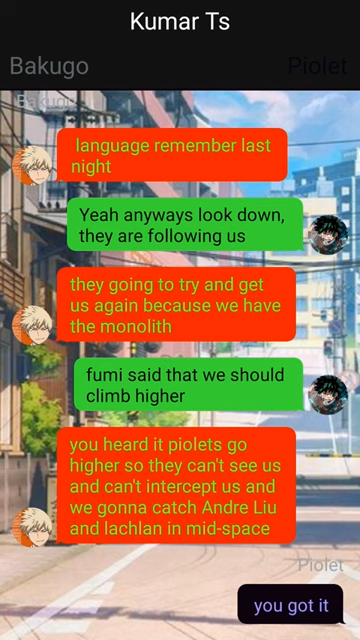 Kumar Ts
Bakugo Piolet
Bakugo
language remember last
night
Yeah anyways look down,
they are following us
they going to try and get
us again because we have
the monolith
fumi said that we should
climb higher
you heard it piolets go
higher so they can't see us
and can't intercept us and
we gonna catch Andre Liu
and lachlan in mid-space
Piolet
you got it